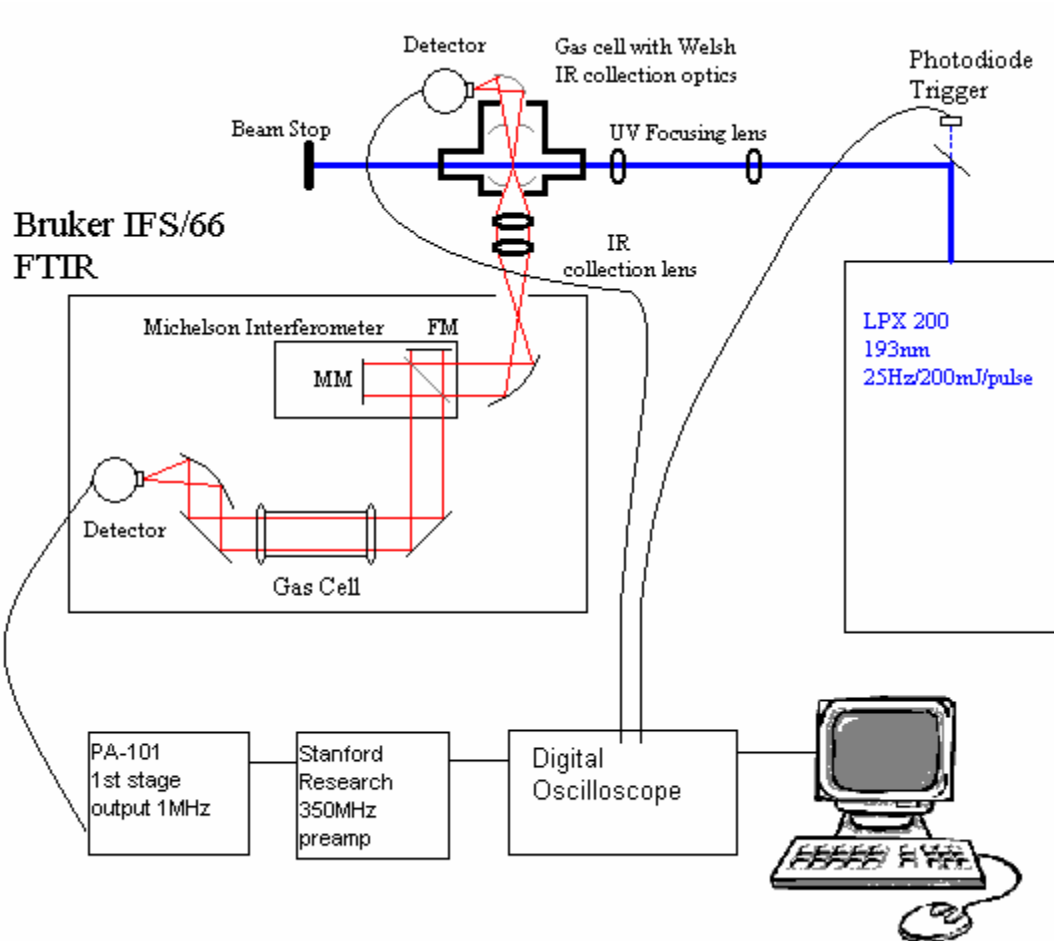 Detector
Gas cell with Welsh
IR collection optics
Photodiode
Trigger
Beam Stop
UV Focusing lens
Bruker IFS/66
FTIR
IR
collection lens
Michelson Interferometer
FM
MM
LPX 200
193nm
25Hz/200mJ/pulse
Detector
Gas Cell
PA-101
1st stage
output 1MHz
Stanford
Research
350MHz
preamp
Digital
Oscilloscope